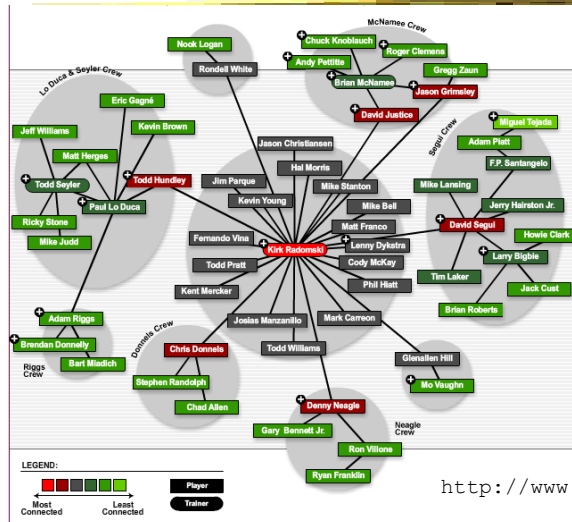 McNamee Crew
Nook Logan
Chuck Knoblauch
Roger Clemens
Andy Pettitte
Rondell White
Gregg Zaun
Brian McNamee
Jason Grimsley
Lo Duca & Seyler Crew
Eric Gagné
David Justice
Segui Crew
Miguel Tejada
Jeff Williams
Kevin Brown
Jason Christiansen
Adam Piatt
Matt Herges
Hal Morris
F.P. Santangelo
Todd Seyler
Todd Hundley
Jim Parque
Mike Stanton
Mike Lansing
Kevin Young
Paul Lo Duca
Mike Bell
Jerry Hairston Jr.
Ricky Stone
Matt Franco
David Segui
Fernando Vina
Howie Clark
Mike Judd
Kirk Radomski
Lenny Dykstra
Larry Bigbie
Todd Pratt
Cody McKay
Tim Laker
Phil Hiatt
Kent Mercker
Jack Cust
Brian Roberts
Adam Riggs
Josias Manzanillo
Mark Carreon
Donnels Crew
Brendan Donnelly
Chris Donnels
Todd Williams
Glenallen Hill
Bart Miadich
Riggs
Crew
Stephen Randolph
Mo Vaughn
Chad Allen
Denny Neagle
Gary Bennett Jr.
Neagle
Crew
Ron Villone
Ryan Franklin
LEGEND:
Player
Trainer
Most
Connected
Least
Connected
http://www